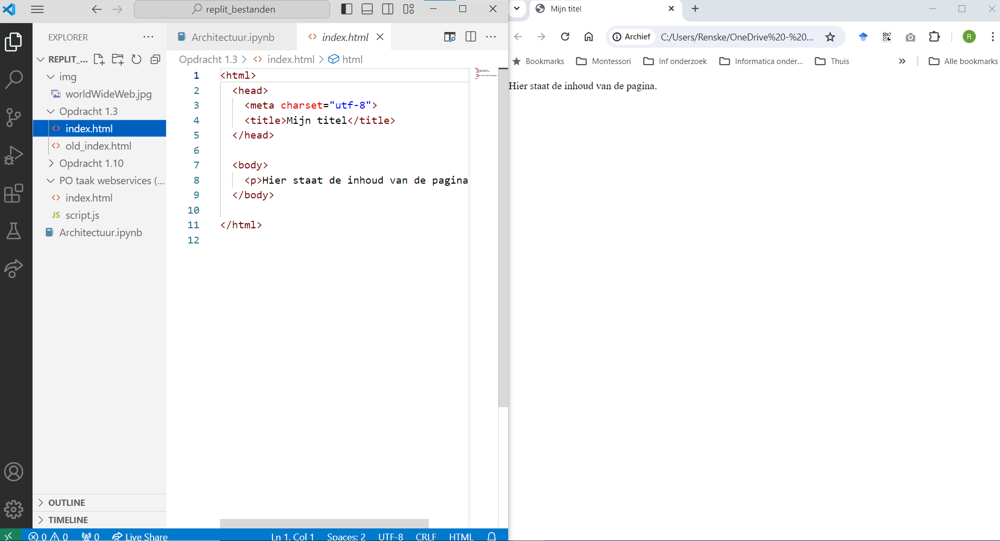 replit_bestanden
EXPLORER
REPLIT_...
img
worldWideWeb.jpg
Opdracht 1.3
index.html
old_index.html
Opdracht 1.10
PO taak webservices (...
index.html
JS script.js
Architectuur.ipynb
OUTLINE
TIMELINE
Architectuur.ipynb
index.html
Opdracht 1.3 > index.html > html
1 <html>
2 <head>
3 <meta charset="utf-8">
4 <title>Mijn titel</title>
5 </head>
6
7 <body>
8 <p>Hier staat de inhoud van de pagina
9 </body>
10
11 </html>
12
0 0 0 Live Share Ln 1, Col 1 Spaces: 2 UTF-8 CRLF HTML
Mijn titel
Archief C:/Users/Renske/OneDrive%20-%20... R
Bookmarks Montessori Inf onderzoek Informatica onder... Thuis » Alle bookmarks
Hier staat de inhoud van de pagina.